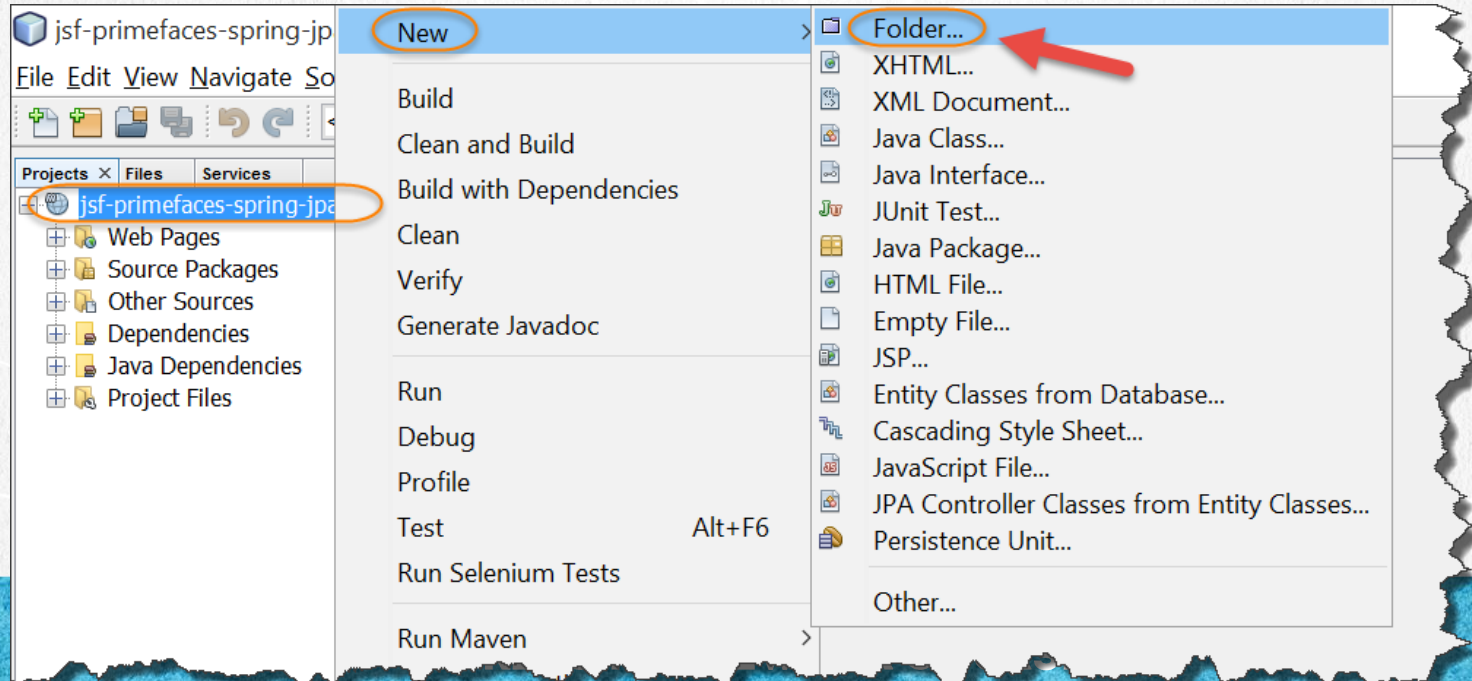 jsf-primefaces-spring-jp
File Edit View Navigate So
Projects × Files Services
jsf-primefaces-spring-jpa
Web Pages
Source Packages
Other Sources
Dependencies
Java Dependencies
Project Files
New
Build
Clean and Build
Build with Dependencies
Clean
Verify
Generate Javadoc
Run
Debug
Profile
Test Alt+F6
Run Selenium Tests
Run Maven
Folder...
XHTML...
XML Document...
Java Class...
Java Interface...
JUnit Test...
Java Package...
HTML File...
Empty File...
JSP...
Entity Classes from Database...
Cascading Style Sheet...
JavaScript File...
JPA Controller Classes from Entity Classes...
Persistence Unit...
Other...